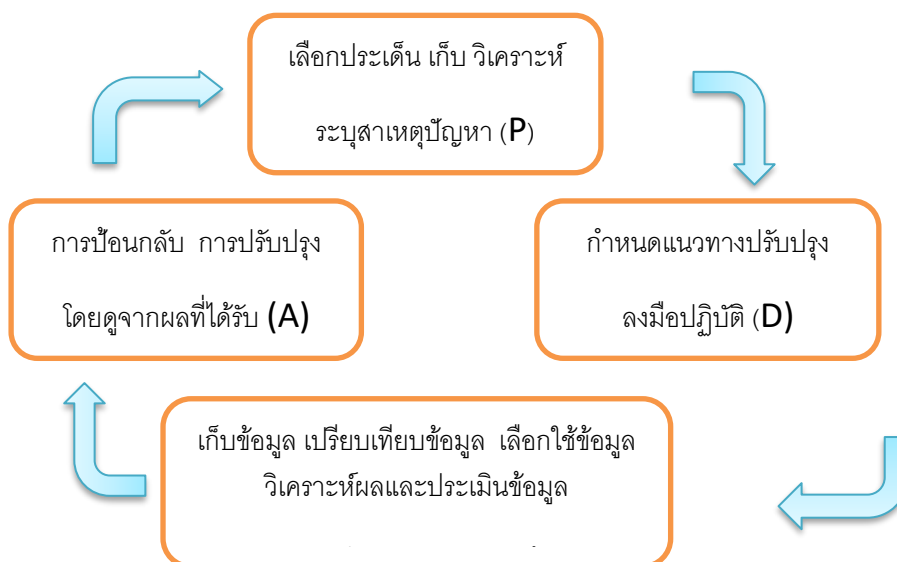 เลือกประเด็น เก็บ วิเคราะห์
ระบุสาเหตุปัญหา (P)
การป้อนกลับ การปรับปรุง
โดยดูจากผลที่ได้รับ (A)
กำหนดแนวทางปรับปรุง
ลงมือปฏิบัติ (D)
เก็บข้อมูล เปรียบเทียบข้อมูล เลือกใช้ข้อมูล
วิเคราะห์ผลและประเมินข้อมูล